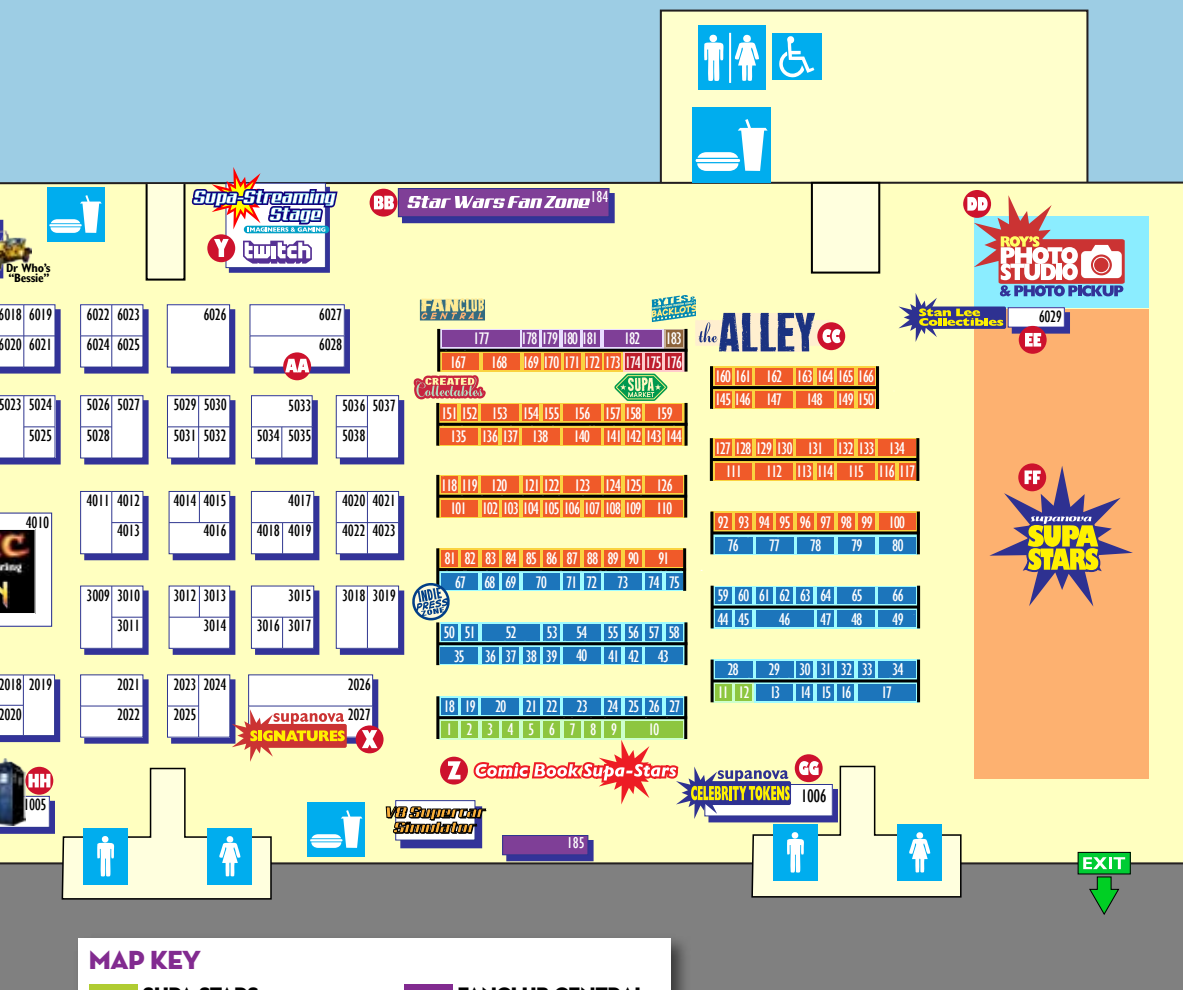 Supa-Streaming
Stage
IMAGINEERS & GAMING
Y twitch
BB Star Wars Fan Zone 184
DD
ROY'S
PHOTO
STUDIO
& PHOTO PICKUP
Dr Who's
"Bessie"
FANCLUB
CENTRAL
BYTES &
BACKLOTS
the ALLEY CC
Stan Lee
Collectibles
6029
EE
6018 6019
6020 6021
6022 6023
6024 6025
6026
6027
6028
AA
177 178 179 180 181 182 183
167 168 169 170 171 172 173 174 175 176
CREATED
Collectables
SUPA
MARKET
160 161 162 163 164 165 166
145 146 147 148 149 150
5023 5024
5025
5026 5027
5028
5029 5030
5031 5032
5033
5034 5035
5036 5037
5038
151 152 153 154 155 156 157 158 159
135 136 137 138 140 141 142 143 144
127 128 129 130 131 132 133 134
111 112 113 114 115 116 117
4010
4011 4012
4013
4014 4015
4016
4017
4018 4019
4020 4021
4022 4023
118 119 120 121 122 123 124 125 126
101 102 103 104 105 106 107 108 109 110
92 93 94 95 96 97 98 99 100
76 77 78 79 80
FF
supanova
SUPA
STARS
81 82 83 84 85 86 87 88 89 90 91
67 68 69 70 71 72 73 74 75
INDIE
PRESS
ZONE
3009 3010
3011
3012 3013
3014
3015
3016 3017
3018 3019
59 60 61 62 63 64 65 66
44 45 46 47 48 49
50 51 52 53 54 55 56 57 58
35 36 37 38 39 40 41 42 43
28 29 30 31 32 33 34
11 12 13 14 15 16 17
2018 2019
2020
2021
2022
2023 2024
2025
2026
2027
supanova
SIGNATURES
X
18 19 20 21 22 23 24 25 26 27
1 2 3 4 5 6 7 8 9 10
Z Comic Book Supa-Stars
HH
1005
supanova
CELEBRITY TOKENS
GG
1006
V8 Supercar
Simulator
185
EXIT
MAP KEY
SUPA STARS
FANCLUB CENTRAL